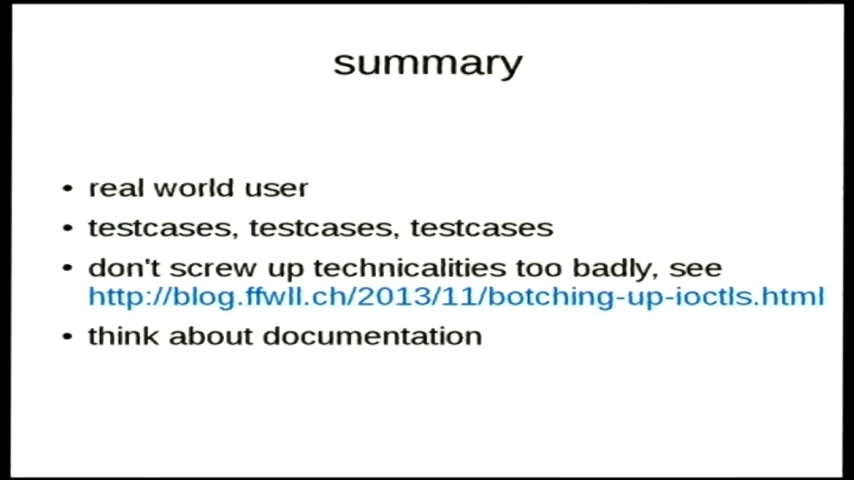 summary
• real world user
• testcases, testcases, testcases
• don't screw up technicalities too badly, see
http://blog.ffwll.ch/2013/11/botching-up-ioctls.html
• think about documentation